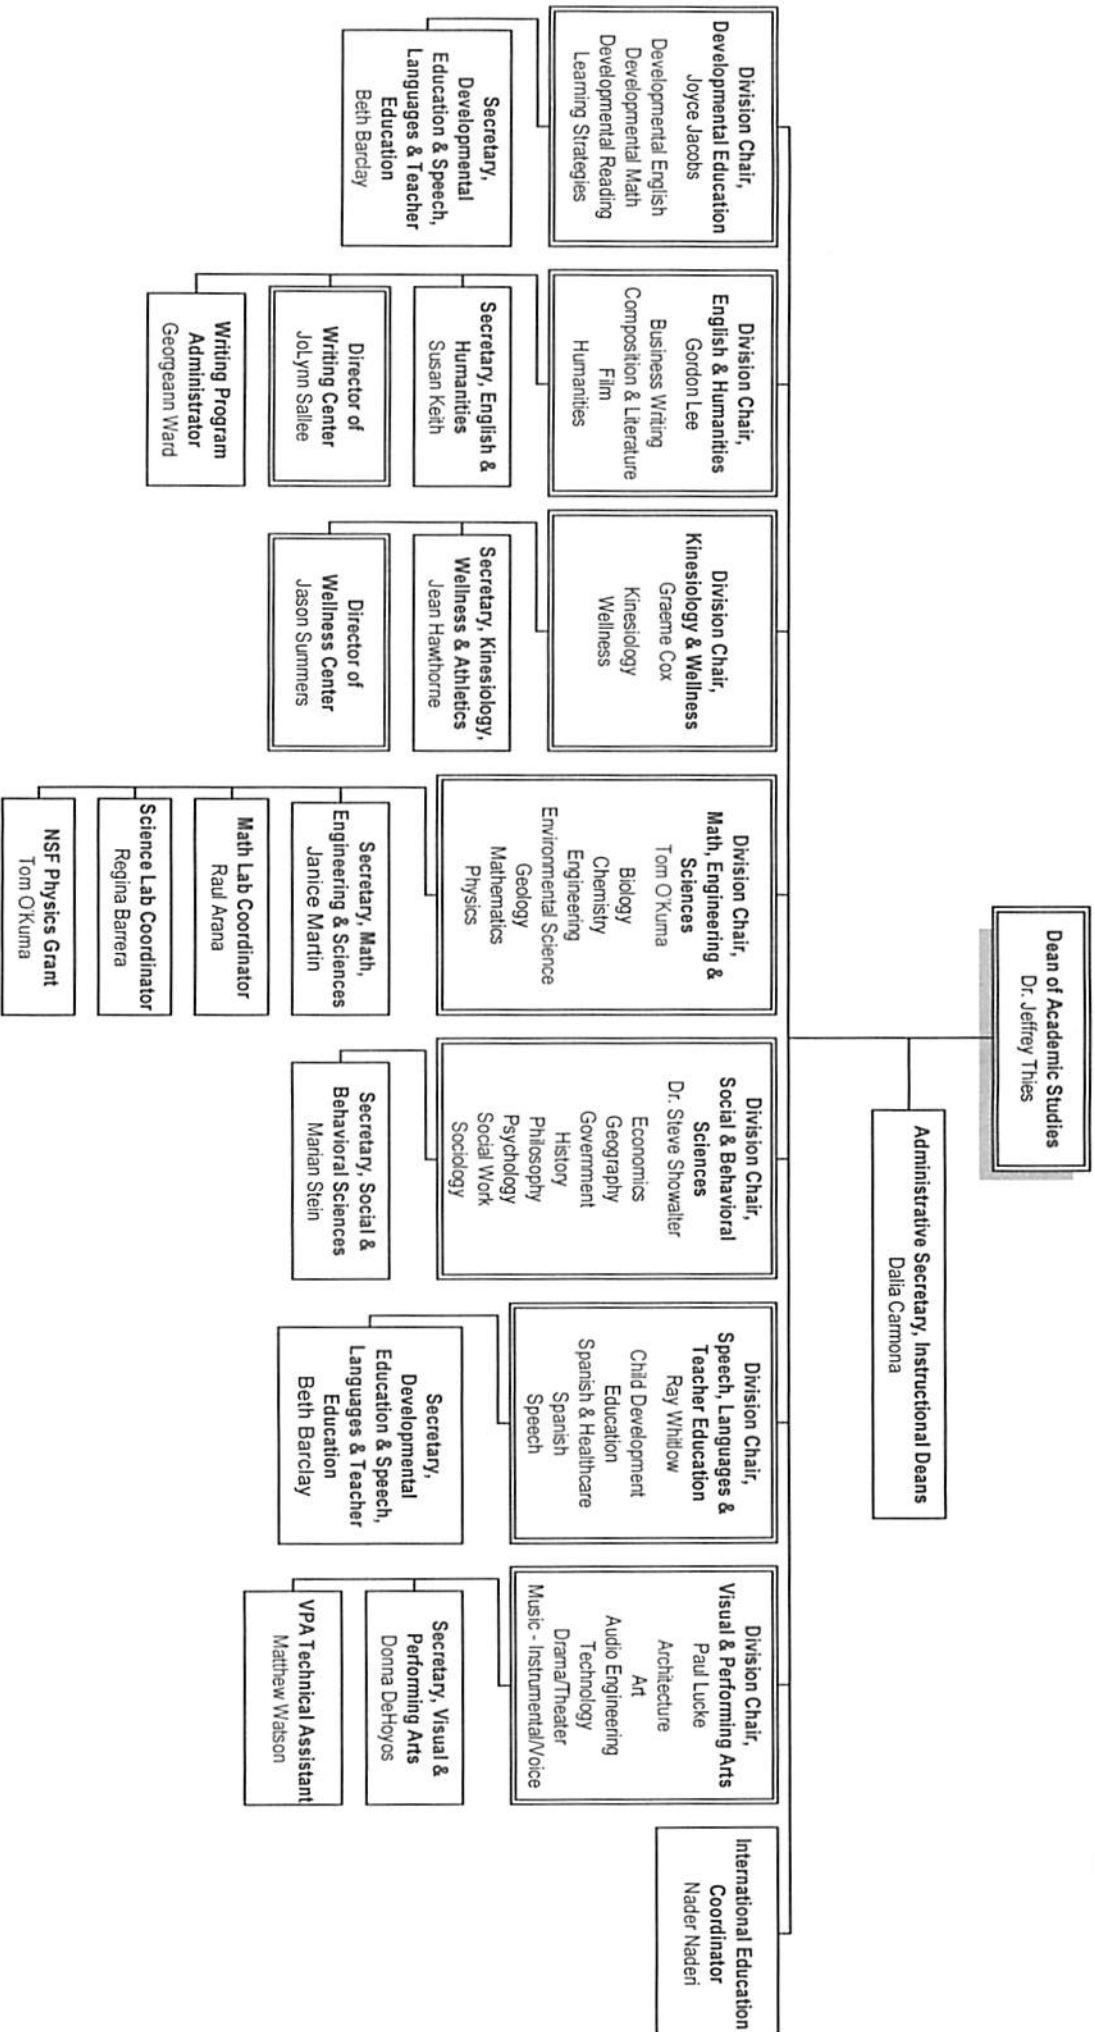 Dean of Academic Studies
Dr. Jeffrey Thies
Administrative Secretary, Instructional Deans
Dalia Carmona
Division Chair,
Developmental Education
Joyce Jacobs
Developmental English
Developmental Math
Developmental Reading
Learning Strategies
Secretary,
Developmental
Education & Speech,
Languages & Teacher
Education
Beth Barclay
Division Chair,
English & Humanities
Gordon Lee
Business Writing
Composition & Literature
Film
Humanities
Secretary, English &
Humanities
Susan Keith
Director of
Writing Center
JoLynn Sallee
Writing Program
Administrator
Georgeann Ward
Division Chair,
Kinesiology & Wellness
Graeme Cox
Kinesiology
Wellness
Secretary, Kinesiology,
Wellness & Athletics
Jean Hawthorne
Director of
Wellness Center
Jason Summers
Division Chair,
Math, Engineering &
Sciences
Tom O'Kuma
Biology
Chemistry
Engineering
Environmental Science
Geology
Mathematics
Physics
Secretary, Math,
Engineering & Sciences
Janice Martin
Math Lab Coordinator
Raul Arana
Science Lab Coordinator
Regina Barrera
NSF Physics Grant
Tom O'Kuma
Division Chair,
Social & Behavioral
Sciences
Dr. Steve Showalter
Economics
Geography
Government
History
Philosophy
Psychology
Social Work
Sociology
Secretary, Social &
Behavioral Sciences
Marian Stein
Division Chair,
Speech, Languages &
Teacher Education
Ray Whitlow
Child Development
Education
Spanish & Healthcare
Spanish
Speech
Secretary,
Developmental
Education & Speech,
Languages & Teacher
Education
Beth Barclay
Division Chair,
Visual & Performing Arts
Paul Lucke
Architecture
Art
Audio Engineering
Technology
Drama/Theater
Music - Instrumental/Voice
Secretary, Visual &
Performing Arts
Donna DeHoyos
VPA Technical Assistant
Matthew Watson
International Education
Coordinator
Nader Naderi